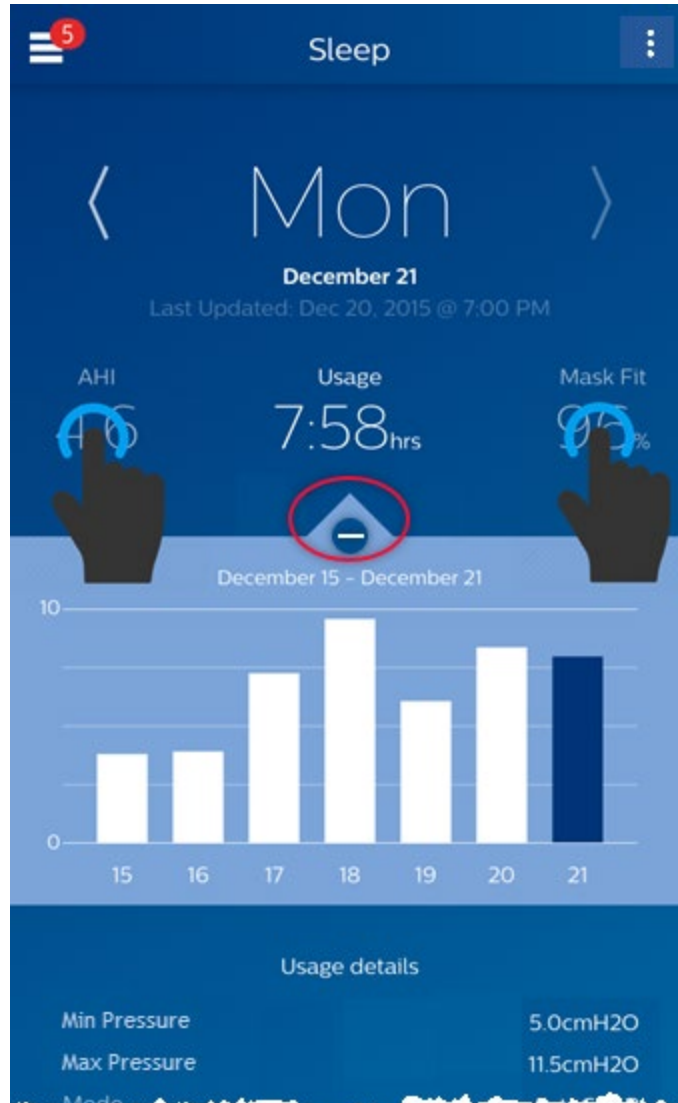 5
Sleep
Mon
December 21
Last Updated: Dec 20, 2015 @ 7:00 PM
AHI Usage Mask Fit
7:58hrs %
December 15 - December 21
10
0
15 16 17 18 19 20 21
Usage details
Min Pressure 5.0cmH2O
Max Pressure 11.5cmH2O